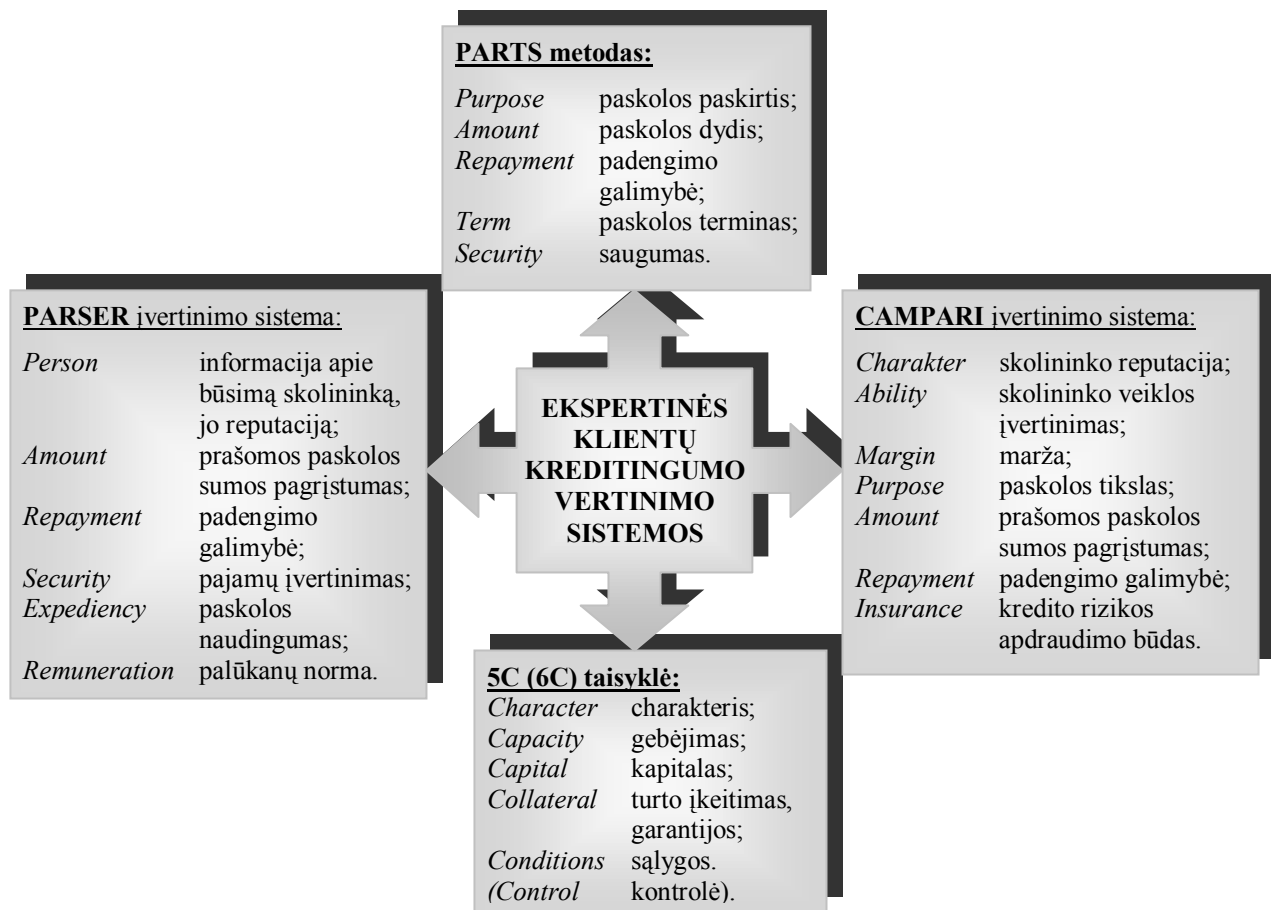 PARTS metodas:
Purpose paskolos paskirtis;
Amount paskolos dydis;
Repayment padengimo
galimybė;
Term paskolos terminas;
Security saugumas.
PARSER įvertinimo sistema:
Person informacija apie
būsimą skolininką,
jo reputaciją;
Amount prašomos paskolos
sumos pagrįstumas;
Repayment padengimo
galimybė;
Security pajamų įvertinimas;
Expediency paskolos
naudingumas;
Remuneration palūkanų norma.
EKSPERTINĖS
KLIENTŲ
KREDITINGUMO
VERTINIMO
SISTEMOS
CAMPARI įvertinimo sistema:
Charakter skolininko reputacija;
Ability skolininko veiklos
įvertinimas;
Margin marža;
Purpose paskolos tikslas;
Amount prašomos paskolos
sumos pagrįstumas;
Repayment padengimo galimybė;
Insurance kredito rizikos
apdraudimo būdas.
5C (6C) taisyklė:
Character charakteris;
Capacity gebėjimas;
Capital kapitalas;
Collateral turto įkeitimas,
garantijos;
Conditions sąlygos.
(Control kontrolė).